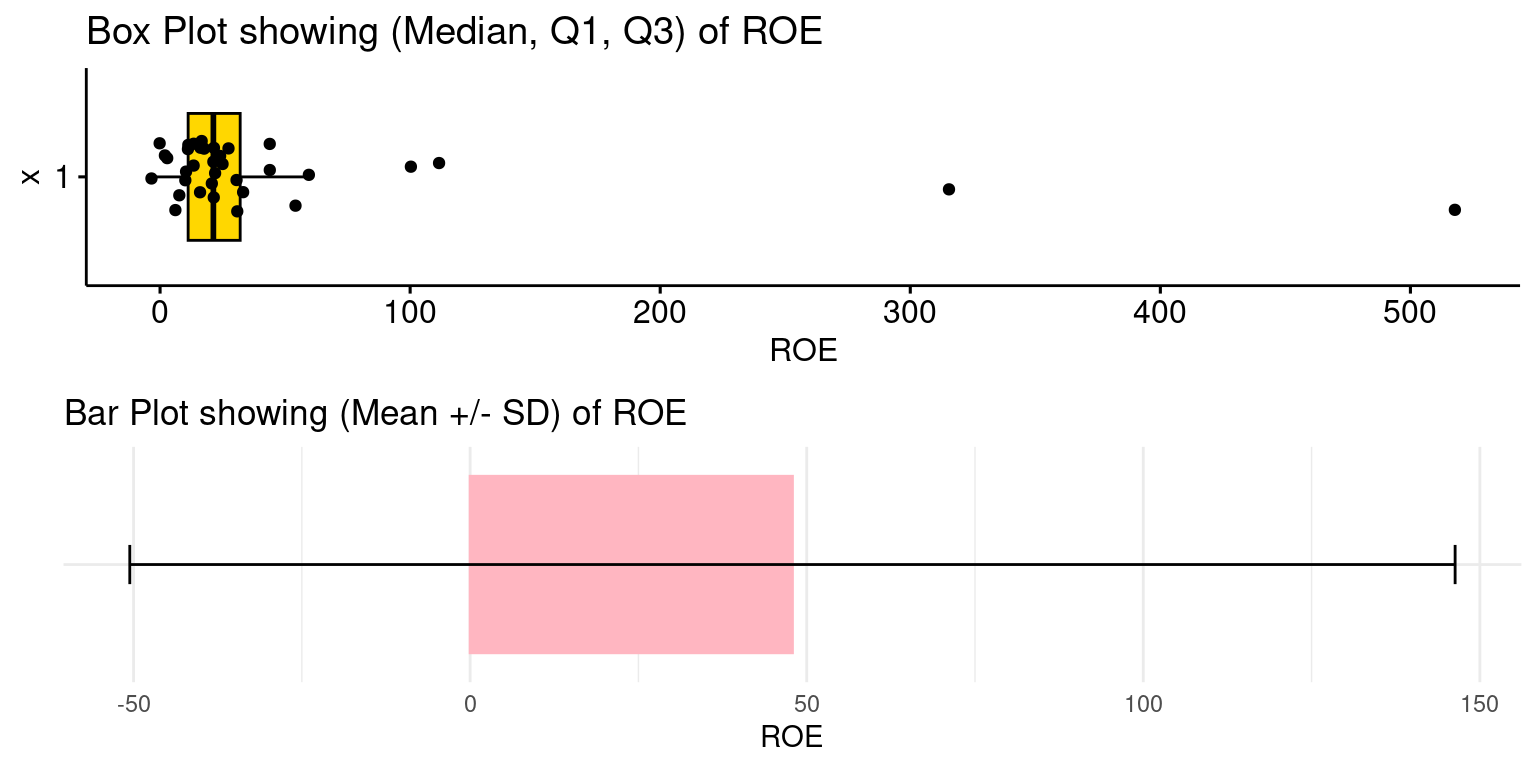 Box Plot showing (Median, Q1, Q3) of ROE
x
1
0 100 200 300 400 500
ROE
Bar Plot showing (Mean +/- SD) of ROE
-50 0 50 100 150
ROE